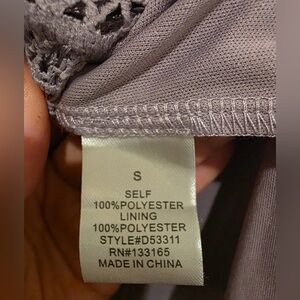 S
SELF
100%POLYESTER
LINING
100%POLYESTER
STYLE#D53311
RN#133165
MADE IN CHINA